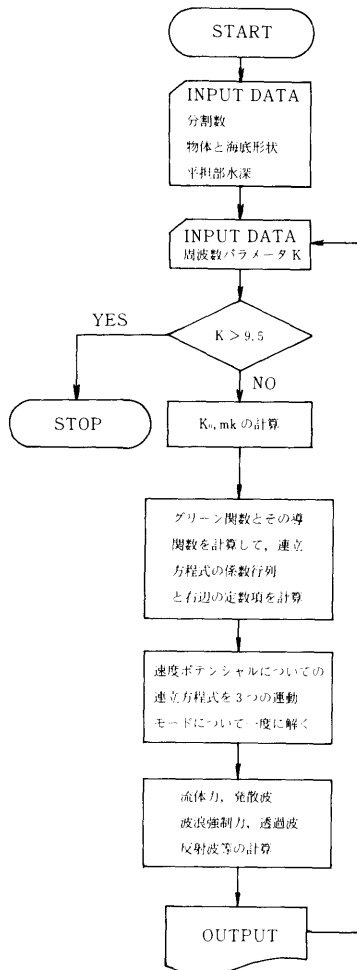 START
INPUT DATA
分割数
物体と海底形状
平担部水深
INPUT DATA
周波数パラメータ K
YES
K > 9.5
NO
STOP
K₀, mk の計算
グリーン関数とその導
関数を計算して，連立
方程式の係数行列
と右辺の定数項を計算
速度ポテンシャルについての
連立方程式を3つの運動
モードについて一度に解く
流体力，発散波
波浪強制力，透過波
反射波等の計算
OUTPUT